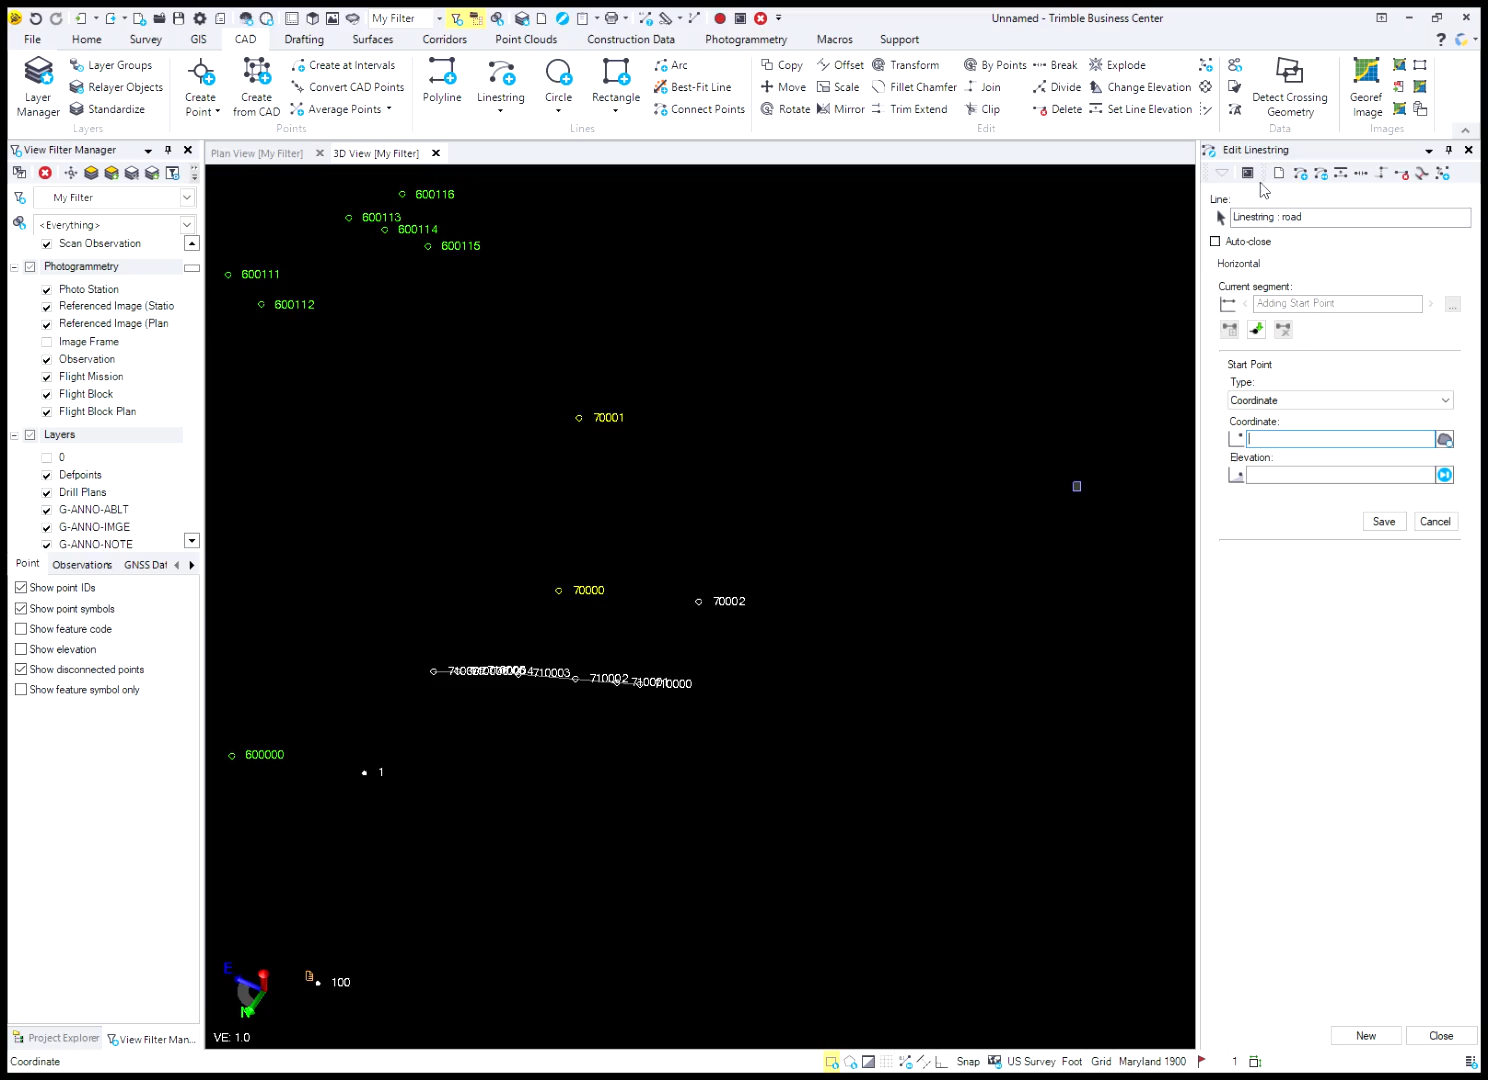 My Filter
Unnamed - Trimble Business Center
File Home Survey GIS CAD Drafting Surfaces Corridors Point Clouds Construction Data Photogrammetry Macros Support
Layer Manager
Layer Groups
Relayer Objects
Standardize
Layers
Create Point
Create from CAD
Create at Intervals
Convert CAD Points
Average Points
Points
Polyline
Linestring
Circle
Rectangle
Arc
Best-Fit Line
Connect Points
Lines
Copy Offset Transform By Points Break Explode
Move Scale Fillet Chamfer Join Divide Change Elevation
Rotate Mirror Trim Extend Clip Delete Set Line Elevation
Edit
Detect Crossing Geometry
Data
Georef Image
Images
View Filter Manager
My Filter
<Everything>
Scan Observation
Photogrammetry
Photo Station
Referenced Image (Statio
Referenced Image (Plan
Image Frame
Observation
Flight Mission
Flight Block
Flight Block Plan
Layers
0
Defpoints
Drill Plans
G-ANNO-ABLT
G-ANNO-IMGE
G-ANNO-NOTE
Point Observations GNSS Dat
Show point IDs
Show point symbols
Show feature code
Show elevation
Show disconnected points
Show feature symbol only
Project Explorer
View Filter Man...
Plan View [My Filter]
3D View [My Filter]
600116
600113
600114
600115
600111
600112
70001
70000
70002
710003
710002
710000
600000
1
100
E
N
VE: 1.0
Edit Linestring
Line:
Linestring : road
Auto-close
Horizontal
Current segment:
< Adding Start Point > ...
Start Point
Type:
Coordinate
Coordinate:
Elevation:
Save Cancel
New Close
Coordinate
Snap US Survey Foot Grid Maryland 1900 1